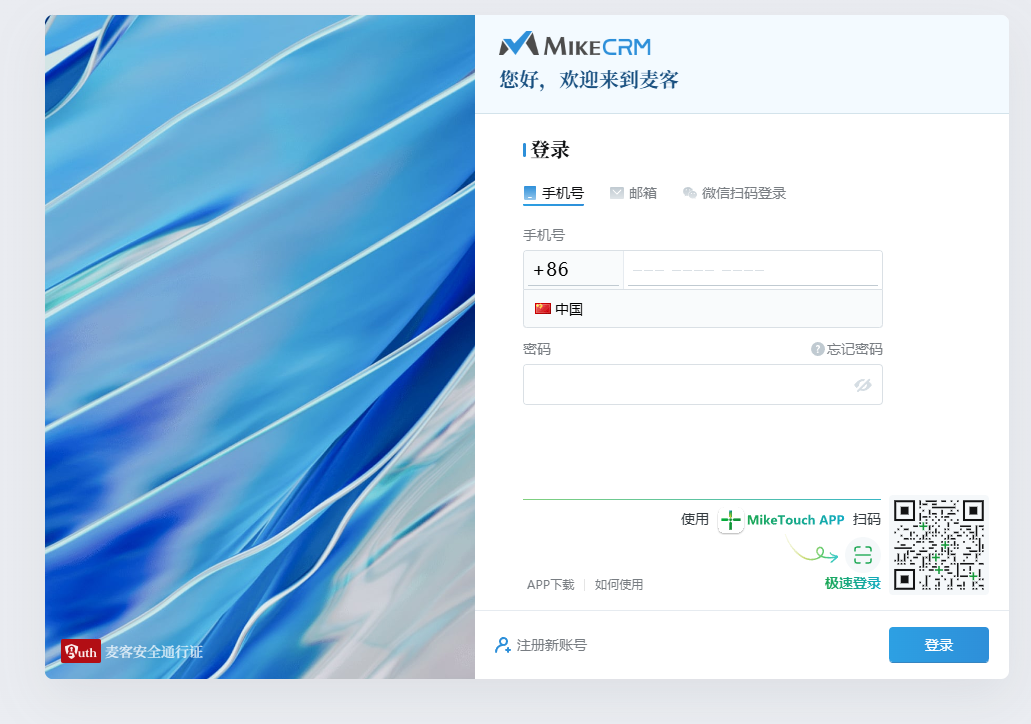 MIKECRM
您好，欢迎来到麦客
登录
手机号 邮箱 微信扫码登录
手机号
+86
中国
密码 ?忘记密码
使用 MikeTouch APP 扫码
极速登录
APP下载 如何使用
auth 麦客安全通行证
注册新账号 登录